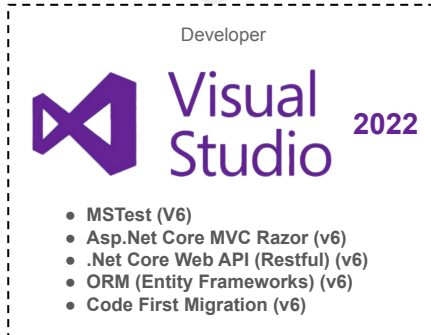 Developer
Visual
Studio
2022
● MSTest (V6)
● Asp.Net Core MVC Razor (v6)
● .Net Core Web API (Restful) (v6)
● ORM (Entity Frameworks) (v6)
● Code First Migration (v6)